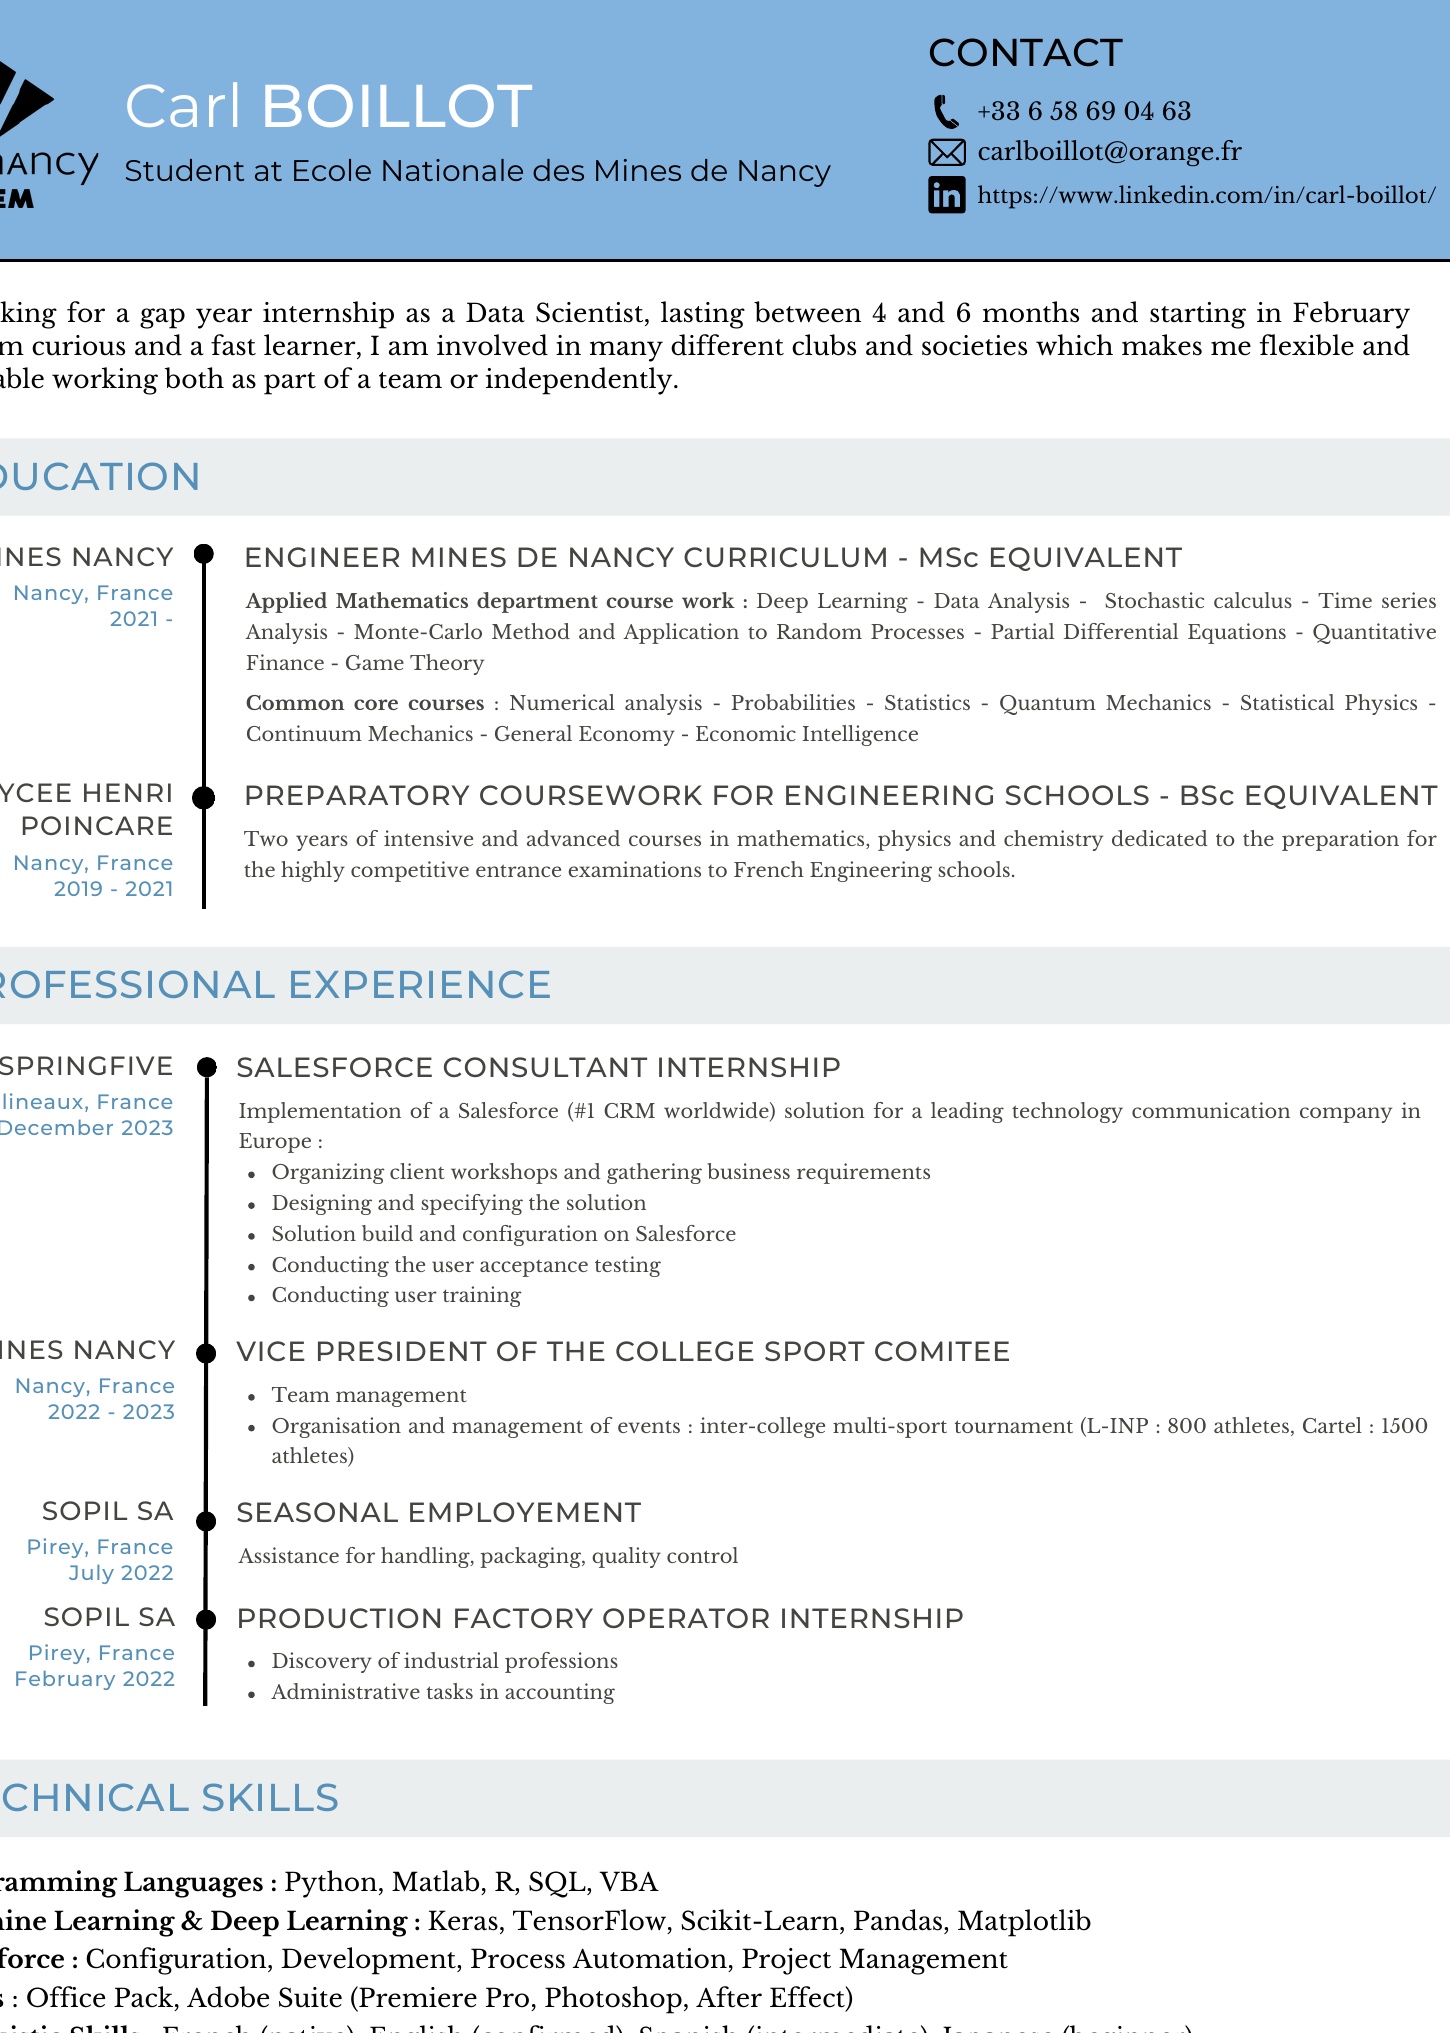 CONTACT
Carl BOILLOT
+33 6 58 69 04 63
carlboillot@orange.fr
Student at Ecole Nationale des Mines de Nancy
https://www.linkedin.com/in/carl-boillot/
king for a gap year internship as a Data Scientist, lasting between 4 and 6 months and starting in February
m curious and a fast learner, I am involved in many different clubs and societies which makes me flexible and
able working both as part of a team or independently.
DUCATION
INES NANCY
Nancy, France
2021 -
ENGINEER MINES DE NANCY CURRICULUM - MSc EQUIVALENT
Applied Mathematics department course work : Deep Learning - Data Analysis - Stochastic calculus - Time series
Analysis - Monte-Carlo Method and Application to Random Processes - Partial Differential Equations - Quantitative
Finance - Game Theory
Common core courses : Numerical analysis - Probabilities - Statistics - Quantum Mechanics - Statistical Physics -
Continuum Mechanics - General Economy - Economic Intelligence
YCEE HENRI
POINCARE
Nancy, France
2019 - 2021
PREPARATORY COURSEWORK FOR ENGINEERING SCHOOLS - BSc EQUIVALENT
Two years of intensive and advanced courses in mathematics, physics and chemistry dedicated to the preparation for
the highly competitive entrance examinations to French Engineering schools.
ROFESSIONAL EXPERIENCE
SPRINGFIVE
lineaux, France
December 2023
SALESFORCE CONSULTANT INTERNSHIP
Implementation of a Salesforce (#1 CRM worldwide) solution for a leading technology communication company in
Europe :
• Organizing client workshops and gathering business requirements
• Designing and specifying the solution
• Solution build and configuration on Salesforce
• Conducting the user acceptance testing
• Conducting user training
INES NANCY
Nancy, France
2022 - 2023
VICE PRESIDENT OF THE COLLEGE SPORT COMITEE
• Team management
• Organisation and management of events : inter-college multi-sport tournament (L-INP : 800 athletes, Cartel : 1500
athletes)
SOPIL SA
Pirey, France
July 2022
SEASONAL EMPLOYEMENT
Assistance for handling, packaging, quality control
SOPIL SA
Pirey, France
February 2022
PRODUCTION FACTORY OPERATOR INTERNSHIP
• Discovery of industrial professions
• Administrative tasks in accounting
CHNICAL SKILLS
ramming Languages : Python, Matlab, R, SQL, VBA
ine Learning & Deep Learning : Keras, TensorFlow, Scikit-Learn, Pandas, Matplotlib
force : Configuration, Development, Process Automation, Project Management
s : Office Pack, Adobe Suite (Premiere Pro, Photoshop, After Effect)
Skills : French (native), English (confirmed), Spanish (intermediate), Japanese (beginner)